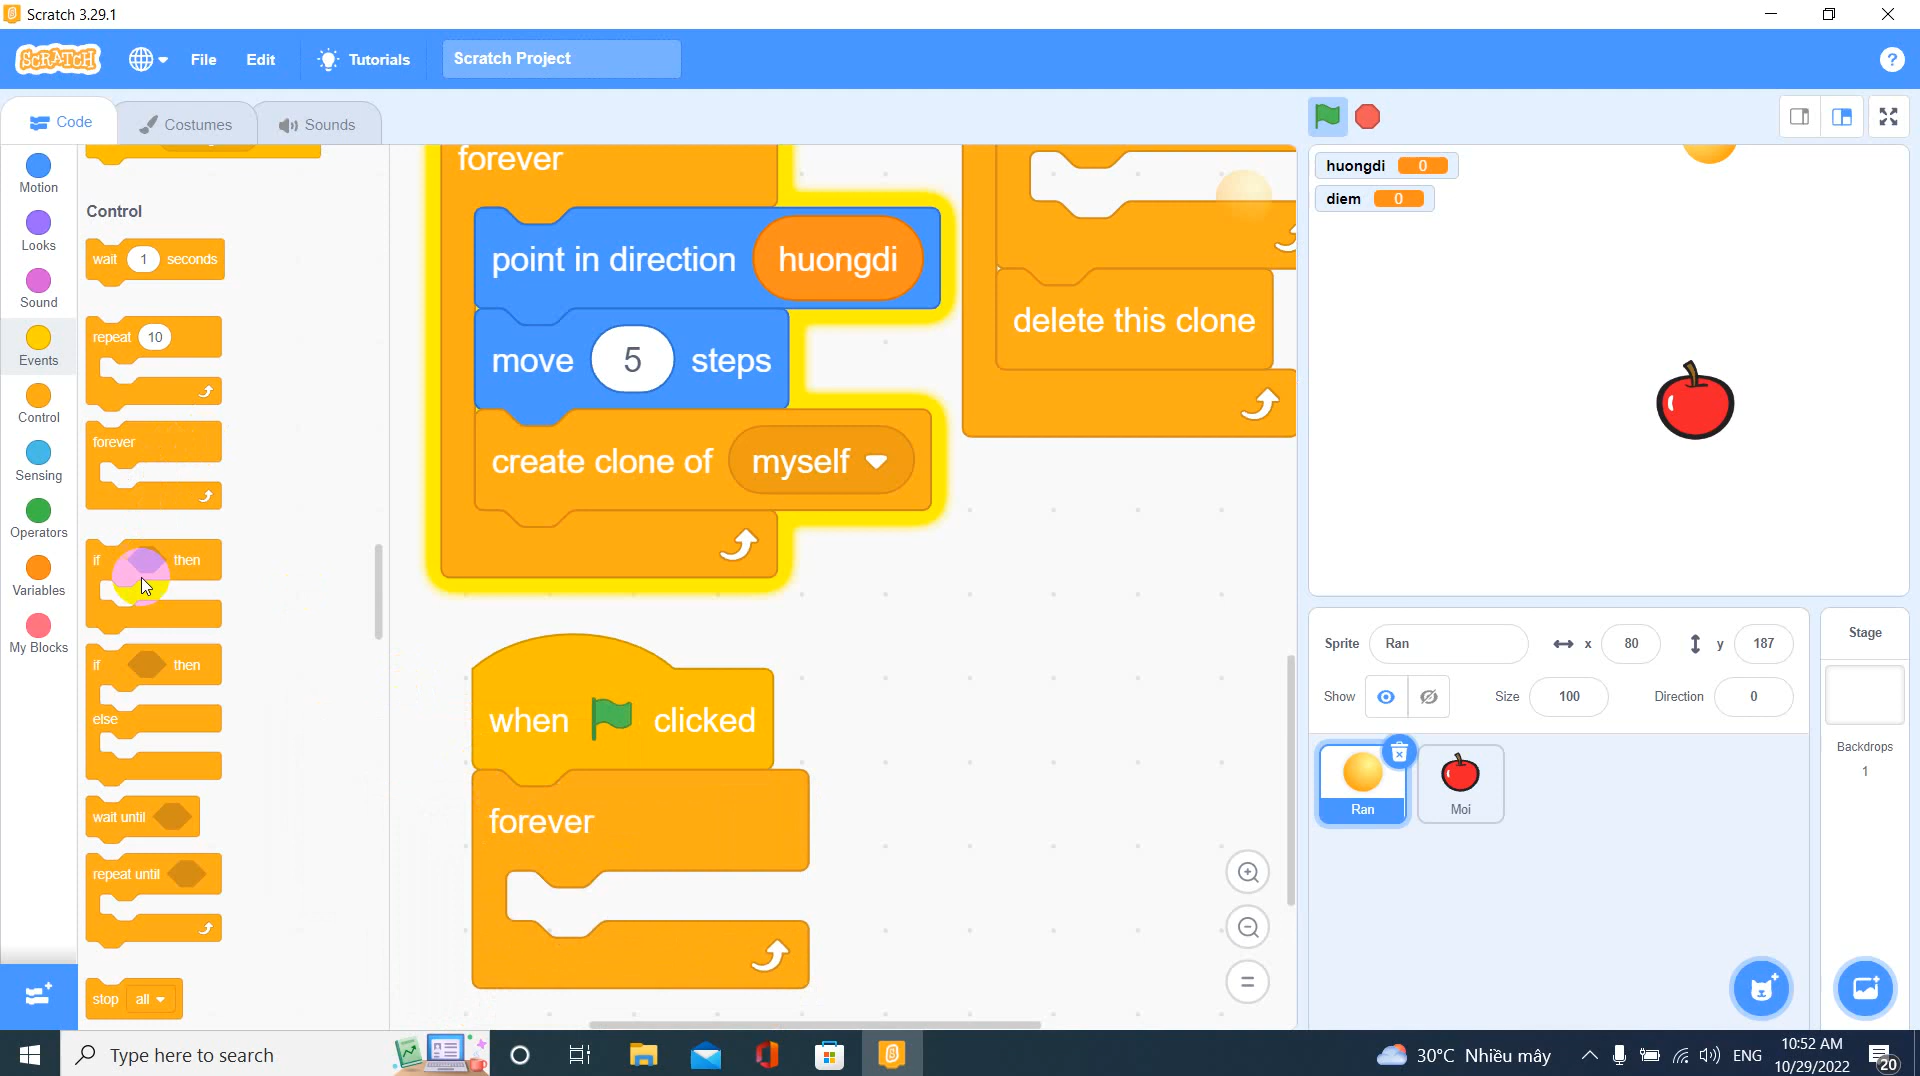 Scratch 3.29.1
SCRATCH
File
Edit
Tutorials
Scratch Project
Code
Costumes
Sounds
Motion
Looks
Sound
Events
Control
Sensing
Operators
Variables
My Blocks
Control
wait 1 seconds
repeat 10
forever
if then
if then
else
wait until
repeat until
stop all
forever
point in direction huongdi
move 5 steps
create clone of myself
delete this clone
when clicked
forever
huongdi 0
diem 0
Sprite Ran x 80 y 187
Show Size 100 Direction 0
Ran
Moi
Stage
Backdrops
1
Type here to search
30°C Nhiều mây
ENG
10:52 AM
10/29/2022
20